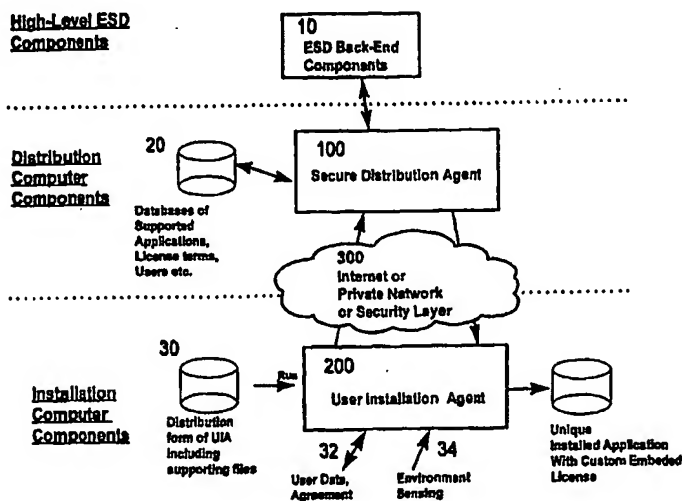 High-Level ESD
Components
10
ESD Back-End
Components
Distribution
Computer
Components
20
Databases of
Supported
Applications,
License terms,
Users etc.
100
Secure Distribution Agent
300
Internet or
Private Network
or Security Layer
Installation
Computer
Components
30
Distribution
form of UIA
including
supporting files
Run
200
User Installation Agent
32
User Data,
Agreement
34
Environment
Sensing
Unique
Installed Application
With Custom Embeded
License